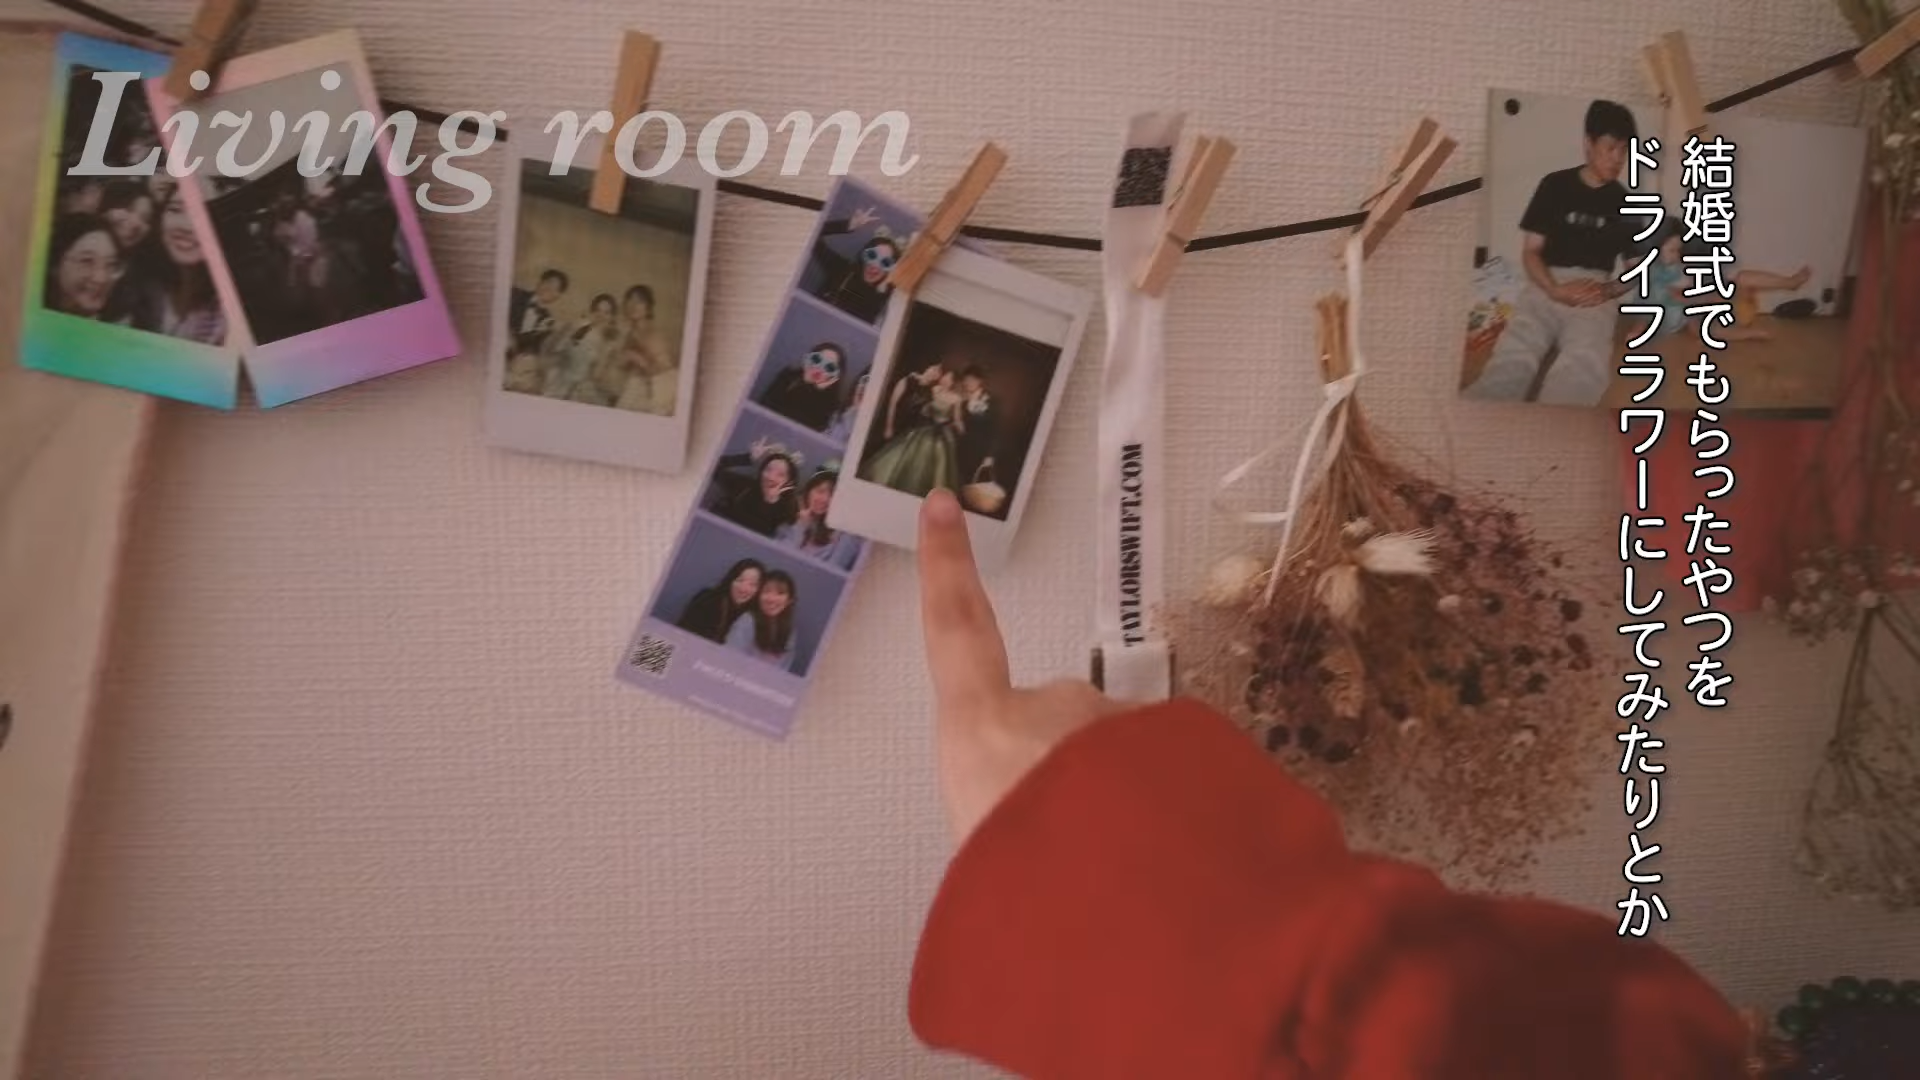 Living room
結婚式でもらったやつを
ドライフラワーにしてみたりとか
TAYLORSWIFT.COM